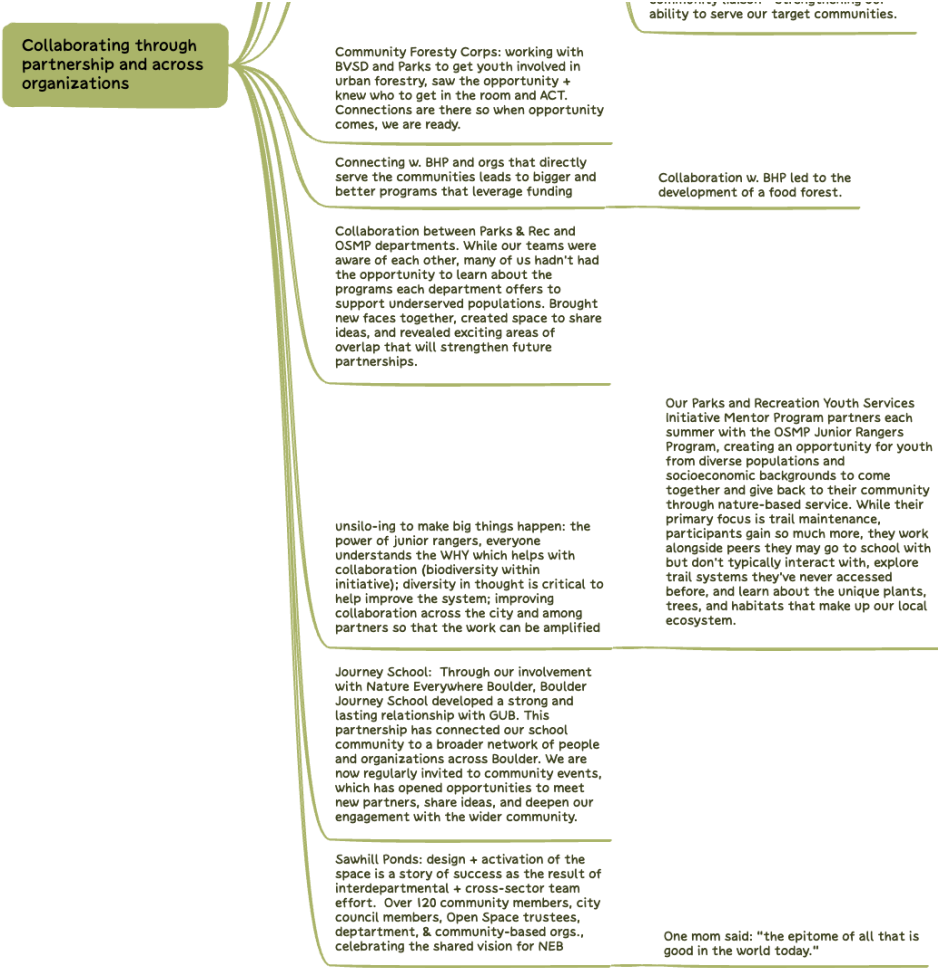 community liaison - strengthening our
ability to serve our target communities.
Collaborating through
partnership and across
organizations
Community Foresty Corps: working with
BVSD and Parks to get youth involved in
urban forestry, saw the opportunity +
knew who to get in the room and ACT.
Connections are there so when opportunity
comes, we are ready.
Connecting w. BHP and orgs that directly
serve the communities leads to bigger and
better programs that leverage funding
Collaboration w. BHP led to the
development of a food forest.
Collaboration between Parks & Rec and
OSMP departments. While our teams were
aware of each other, many of us hadn't had
the opportunity to learn about the
programs each department offers to
support underserved populations. Brought
new faces together, created space to share
ideas, and revealed exciting areas of
overlap that will strengthen future
partnerships.
unsilo-ing to make big things happen: the
power of junior rangers, everyone
understands the WHY which helps with
collaboration (biodiversity within
initiative); diversity in thought is critical to
help improve the system; improving
collaboration across the city and among
partners so that the work can be amplified
Our Parks and Recreation Youth Services
Initiative Mentor Program partners each
summer with the OSMP Junior Rangers
Program, creating an opportunity for youth
from diverse populations and
socioeconomic backgrounds to come
together and give back to their community
through nature-based service. While their
primary focus is trail maintenance,
participants gain so much more, they work
alongside peers they may go to school with
but don't typically interact with, explore
trail systems they've never accessed
before, and learn about the unique plants,
trees, and habitats that make up our local
ecosystem.
Journey School:  Through our involvement
with Nature Everywhere Boulder, Boulder
Journey School developed a strong and
lasting relationship with GUB. This
partnership has connected our school
community to a broader network of people
and organizations across Boulder. We are
now regularly invited to community events,
which has opened opportunities to meet
new partners, share ideas, and deepen our
engagement with the wider community.
Sawhill Ponds: design + activation of the
space is a story of success as the result of
interdepartmental + cross-sector team
effort.  Over 120 community members, city
council members, Open Space trustees,
deptartment, & community-based orgs.,
celebrating the shared vision for NEB
One mom said: "the epitome of all that is
good in the world today."